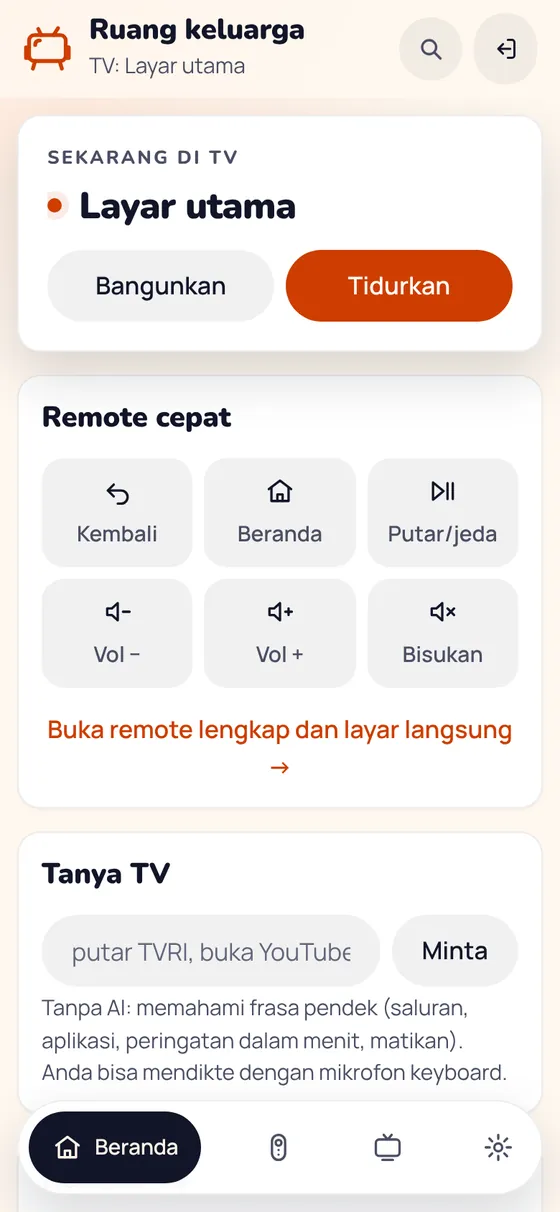 Ruang keluarga
TV: Layar utama
SEKARANG DI TV
Layar utama
Bangunkan
Tidurkan
Remote cepat
Kembali
Beranda
Putar/jeda
Vol −
Vol +
Bisukan
Buka remote lengkap dan layar langsung
→
Tanya TV
putar TVRI, buka YouTube
Minta
Tanpa AI: memahami frasa pendek (saluran,
aplikasi, peringatan dalam menit, matikan).
Anda bisa mendikte dengan mikrofon keyboard.
Beranda